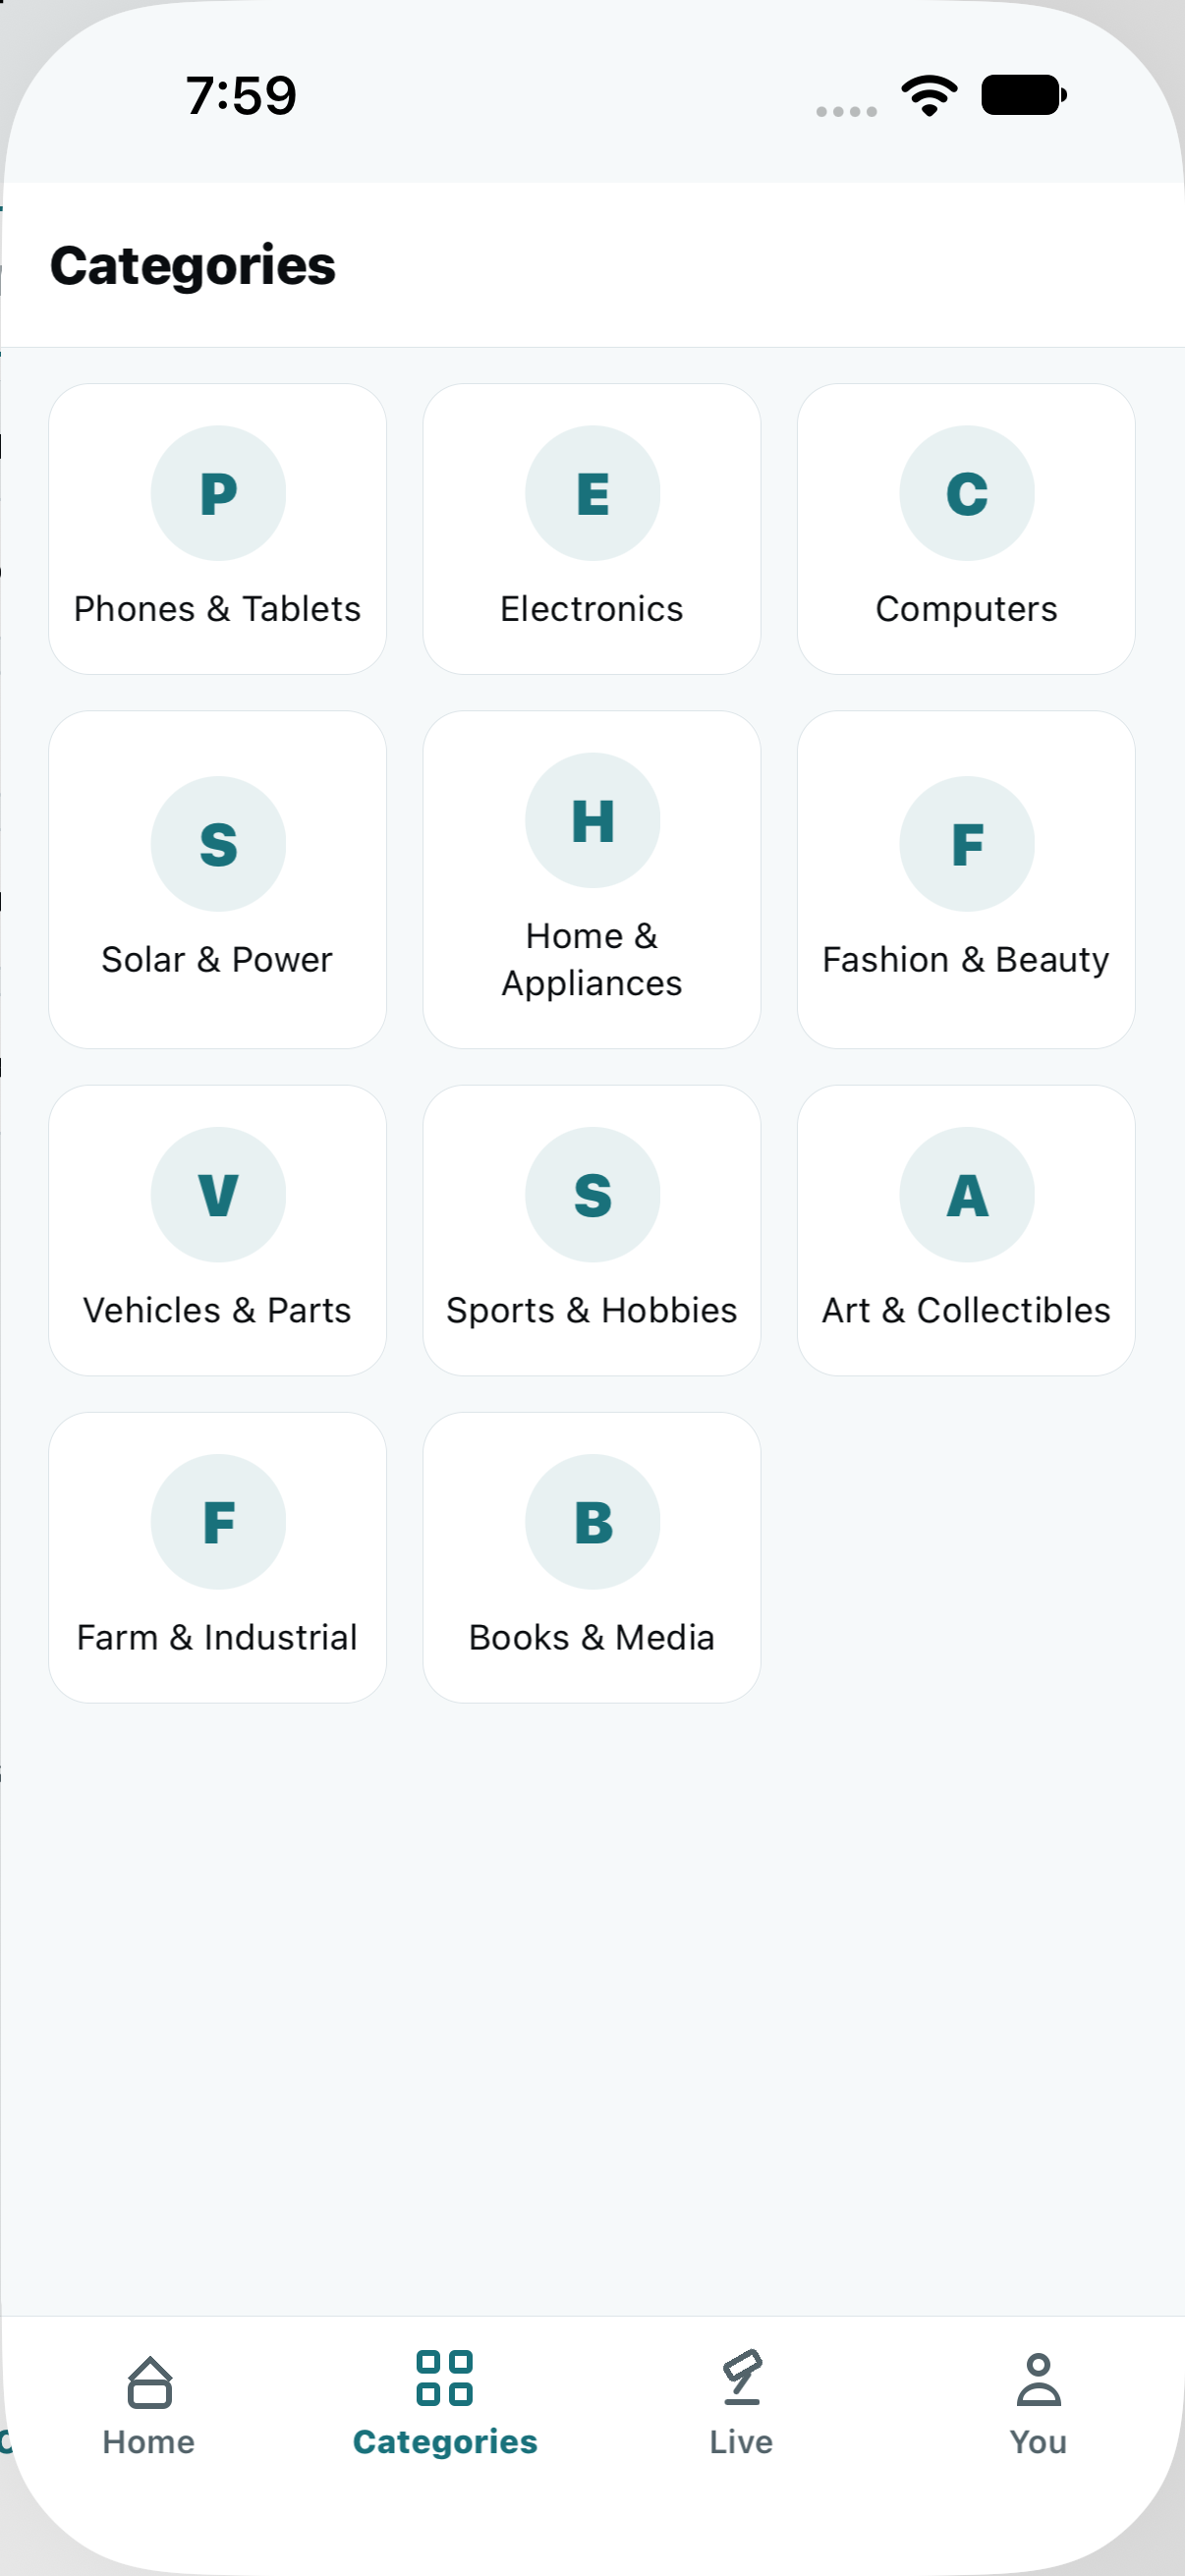 7:59
Categories
P
E
C
Phones & Tablets
Electronics
Computers
S
H
F
Solar & Power
Home &
Appliances
Fashion & Beauty
V
S
A
Vehicles & Parts
Sports & Hobbies
Art & Collectibles
F
B
Farm & Industrial
Books & Media
Home
Categories
Live
You